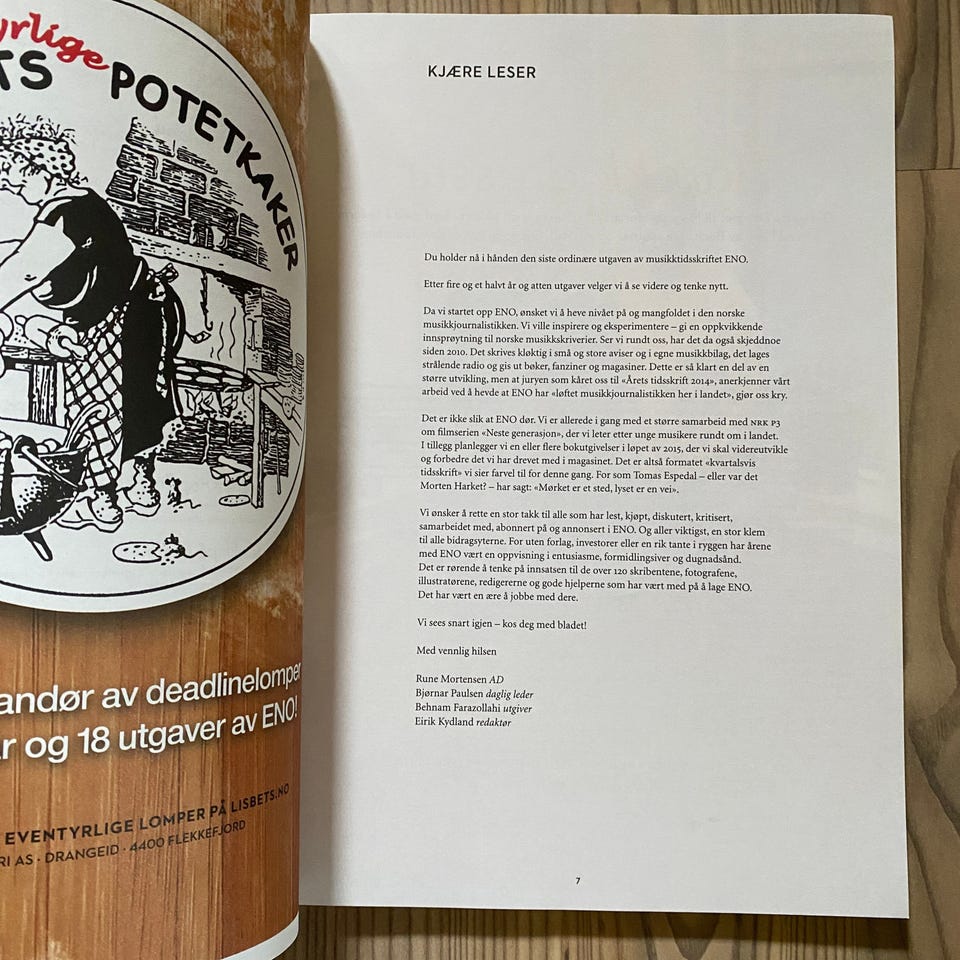 POTETKAKER
andør av deadlinelomper
og 18 utgaver av ENO!
EVENTYRLIGE LOMPER PÅ LISBETS.NO
AS · DRANGEID · 4400 FLEKKEFJORD
KJÆRE LESER
Du holder nå i hånden den siste ordinære utgaven av musikktidsskriftet ENO.
Etter fire og et halvt år og atten utgaver velger vi å se videre og tenke nytt.
Da vi startet opp ENO, ønsket vi å heve nivået på og mangfoldet i den norske
musikkjournalistikken. Vi ville inspirere og eksperimentere – gi en oppkvikkende
innsprøytning til norske musikkskriverier. Ser vi rundt oss, har det da også skjeddnoe
siden 2010. Det skrives kløktig i små og store aviser og i egne musikkbilag, det lages
strålende radio og gis ut bøker, fanziner og magasiner. Dette er så klart en del av en
større utvikling, men at juryen som kåret oss til «Årets tidsskrift 2014», anerkjenner vårt
arbeid ved å hevde at ENO har «løftet musikkjournalistikken her i landet», gjør oss kry.
Det er ikke slik at ENO dør. Vi er allerede i gang med et større samarbeid med NRK P3
om filmserien «Neste generasjon», der vi leter etter unge musikere rundt om i landet.
I tillegg planlegger vi en eller flere bokutgivelser i løpet av 2015, der vi skal videreutvikle
og forbedre det vi har drevet med i magasinet. Det er altså formatet «kvartalsvis
tidsskrift» vi sier farvel til for denne gang. For som Tomas Espedal – eller var det
Morten Harket? – har sagt: «Mørket er et sted, lyset er en vei».
Vi ønsker å rette en stor takk til alle som har lest, kjøpt, diskutert, kritisert,
samarbeidet med, abonnert på og annonsert i ENO. Og aller viktigst, en stor klem
til alle bidragsyterne. For uten forlag, investorer eller en rik tante i ryggen har årene
med ENO vært en oppvisning i entusiasme, formidlingsiver og dugnadsånd.
Det er rørende å tenke på innsatsen til de over 120 skribentene, fotografene,
illustratørene, redigererne og gode hjelperne som har vært med på å lage ENO.
Det har vært en ære å jobbe med dere.
Vi sees snart igjen – kos deg med bladet!
Med vennlig hilsen
Rune Mortensen AD
Bjørnar Paulsen daglig leder
Behnam Farazollahi utgiver
Eirik Kydland redaktør
7